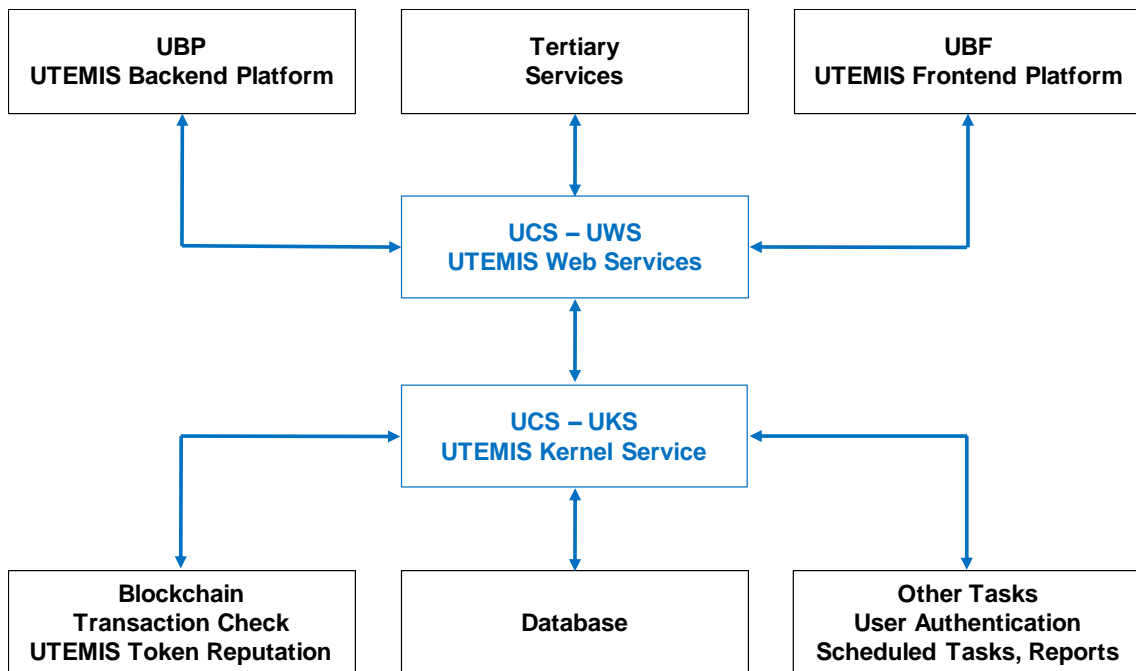 UBP
UTEMIS Backend Platform
Tertiary
Services
UBF
UTEMIS Frontend Platform
UCS – UWS
UTEMIS Web Services
UCS – UKS
UTEMIS Kernel Service
Blockchain
Transaction Check
UTEMIS Token Reputation
Database
Other Tasks
User Authentication
Scheduled Tasks, Reports